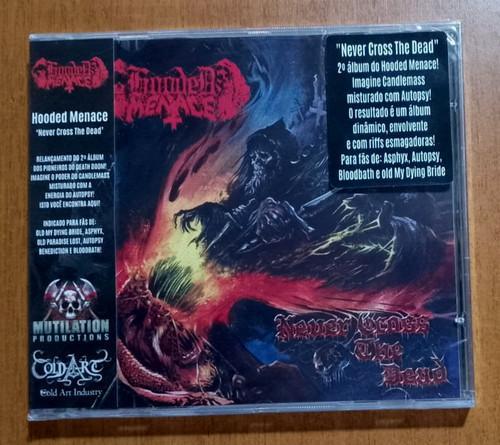 Hooded
Menace
Hooded Menace
"Never Cross The Dead"
RELANÇAMENTO DO 2º ÁLBUM
DOS PIONEIROS DO DEATH DOOM!
IMAGINE O PODER DO CANDLEMASS
MISTURADO COM A
ENERGIA DO AUTOPSY!
ISTO VOCÊ ENCONTRA AQUI!
INDICADO PARA FÃS DE:
OLD MY DYING BRIDE, ASPHYX,
OLD PARADISE LOST, AUTOPSY
BENEDICTION E BLOODBATH!
MUTILATION
PRODUCTIONS
COLD ART
Cold Art Industry
Hooded
Menace
"Never Cross The Dead"
2º álbum do Hooded Menace!
Imagine Candlemass
misturado com Autopsy!
O resultado é um álbum
dinâmico, envolvente
e com riffs esmagadoras!
Para fãs de: Asphyx, Autopsy,
Bloodbath e old My Dying Bride
Never Cross
The
Dead